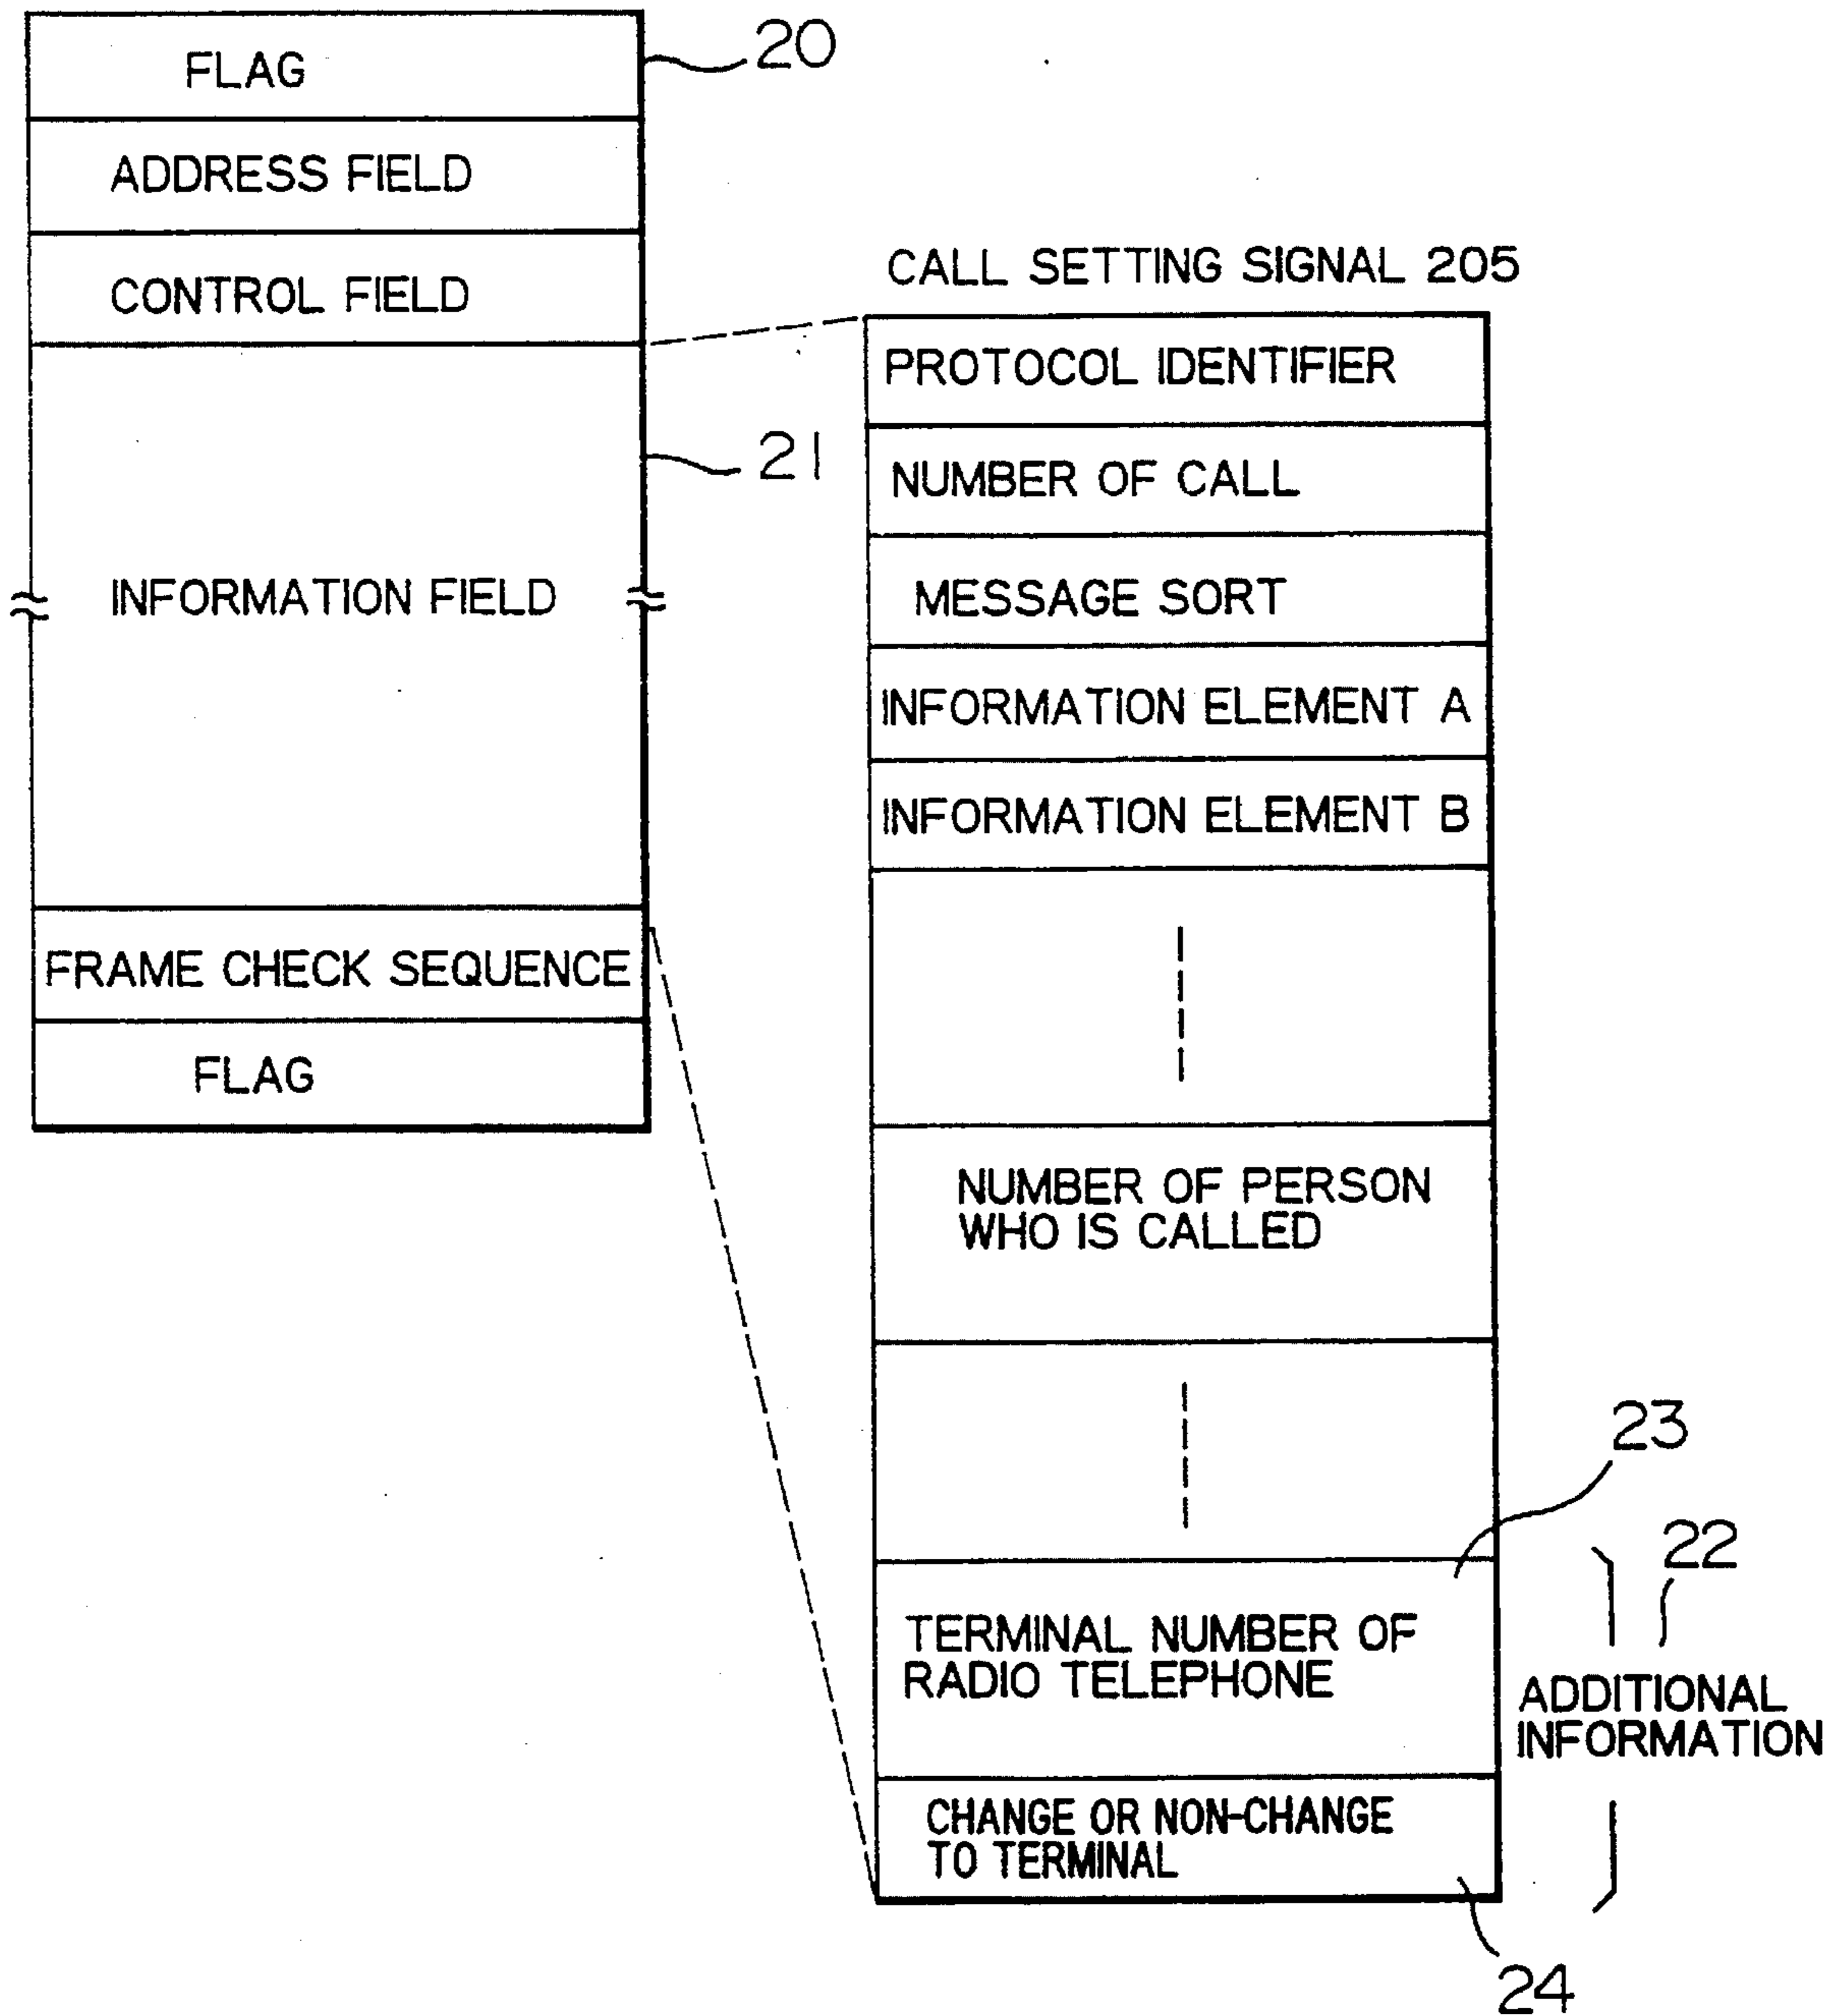 FLAG
20
ADDRESS FIELD
CONTROL FIELD
21
INFORMATION FIELD
FRAME CHECK SEQUENCE
FLAG
CALL SETTING SIGNAL 205
PROTOCOL IDENTIFIER
NUMBER OF CALL
MESSAGE SORT
INFORMATION ELEMENT A
INFORMATION ELEMENT B
NUMBER OF PERSON
WHO IS CALLED
23
22
TERMINAL NUMBER OF
RADIO TELEPHONE
ADDITIONAL
INFORMATION
CHANGE OR NON-CHANGE
TO TERMINAL
24